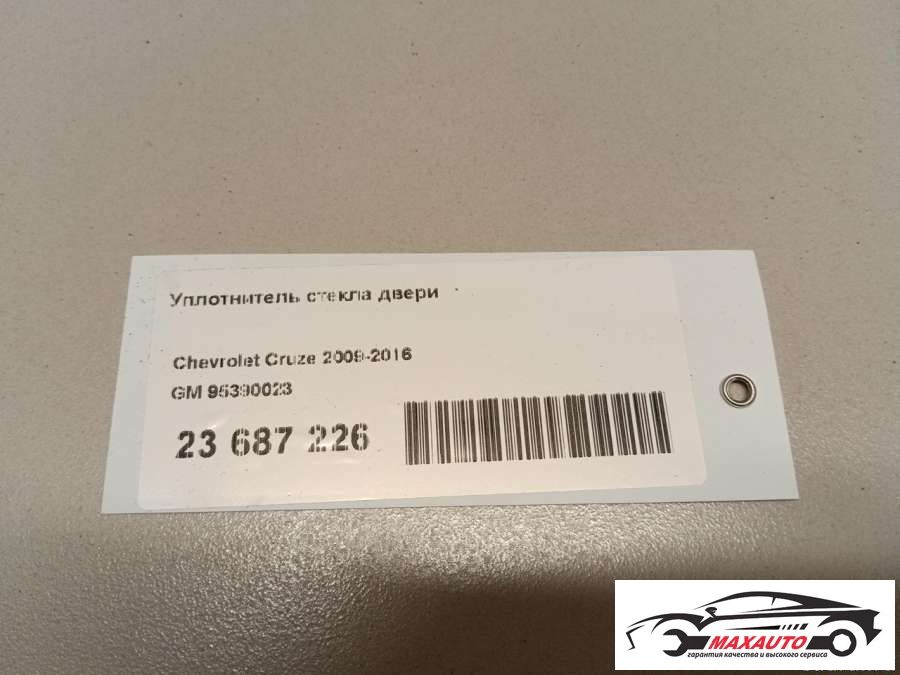 Уплотнитель стекла двери
Chevrolet Cruze 2009-2016
GM 95390023
23 687 226
MAXAUTO
гарантия качества и высокого сервиса